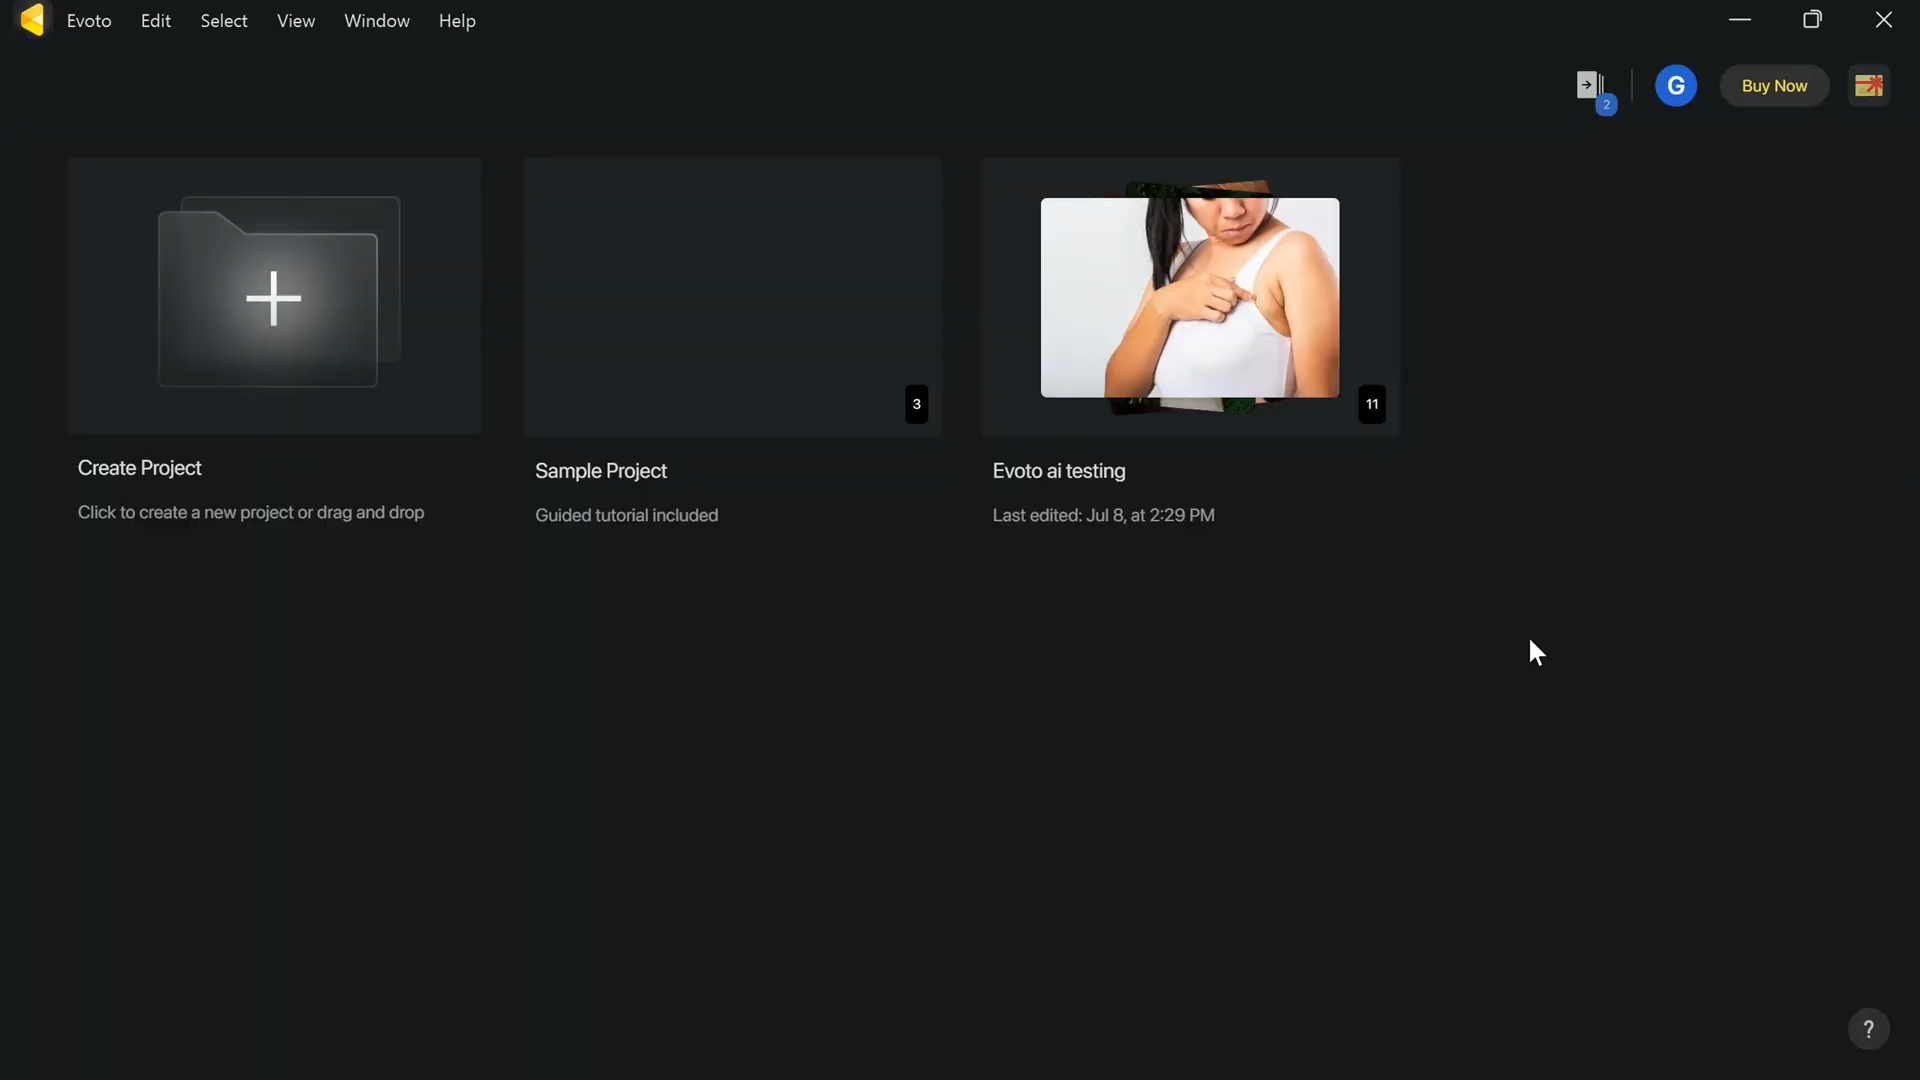 Evoto Edit Select View Window Help
2
G
Buy Now
3
11
Create Project
Click to create a new project or drag and drop
Sample Project
Guided tutorial included
Evoto ai testing
Last edited: Jul 8, at 2:29 PM
?